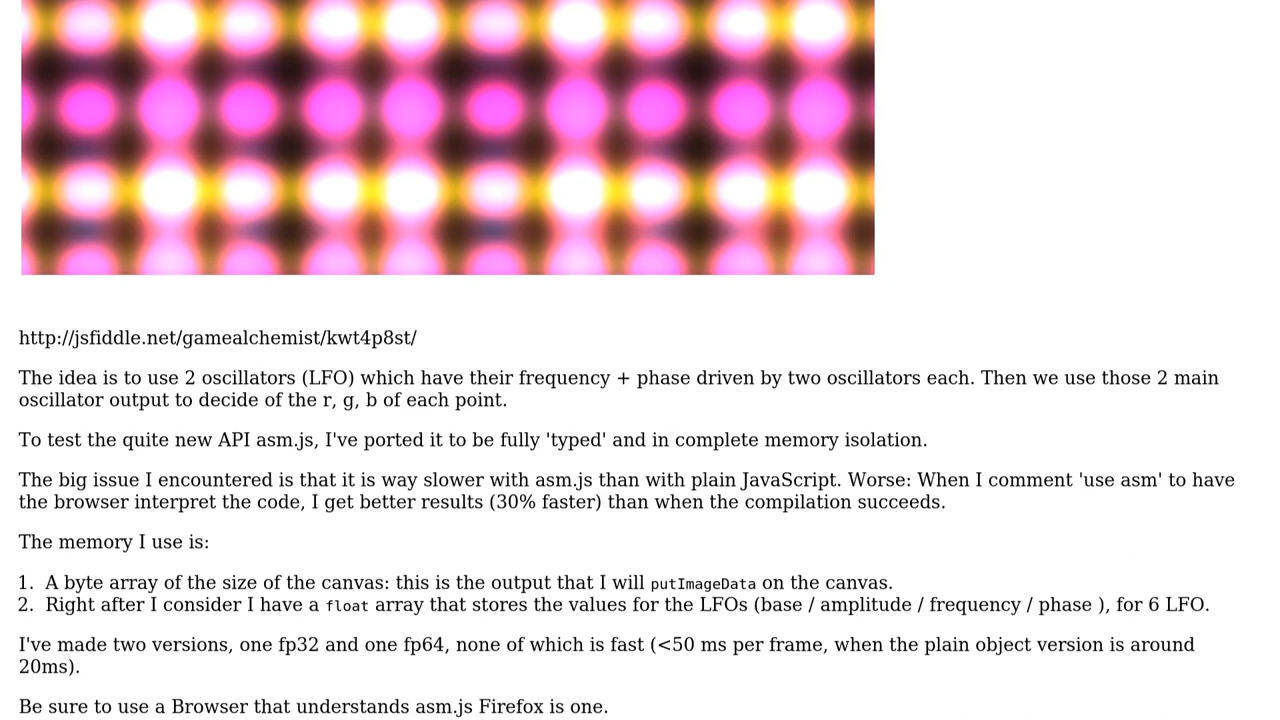 http://jsfiddle.net/gamealchemist/kwt4p8st/
The idea is to use 2 oscillators (LFO) which have their frequency + phase driven by two oscillators each. Then we use those 2 main
oscillator output to decide of the r, g, b of each point.
To test the quite new API asm.js, I've ported it to be fully 'typed' and in complete memory isolation.
The big issue I encountered is that it is way slower with asm.js than with plain JavaScript. Worse: When I comment 'use asm' to have
the browser interpret the code, I get better results (30% faster) than when the compilation succeeds.
The memory I use is:
1. A byte array of the size of the canvas: this is the output that I will putImageData on the canvas.
2. Right after I consider I have a float array that stores the values for the LFOs (base / amplitude / frequency / phase ), for 6 LFO.
I've made two versions, one fp32 and one fp64, none of which is fast (<50 ms per frame, when the plain object version is around
20ms).
Be sure to use a Browser that understands asm.js Firefox is one.